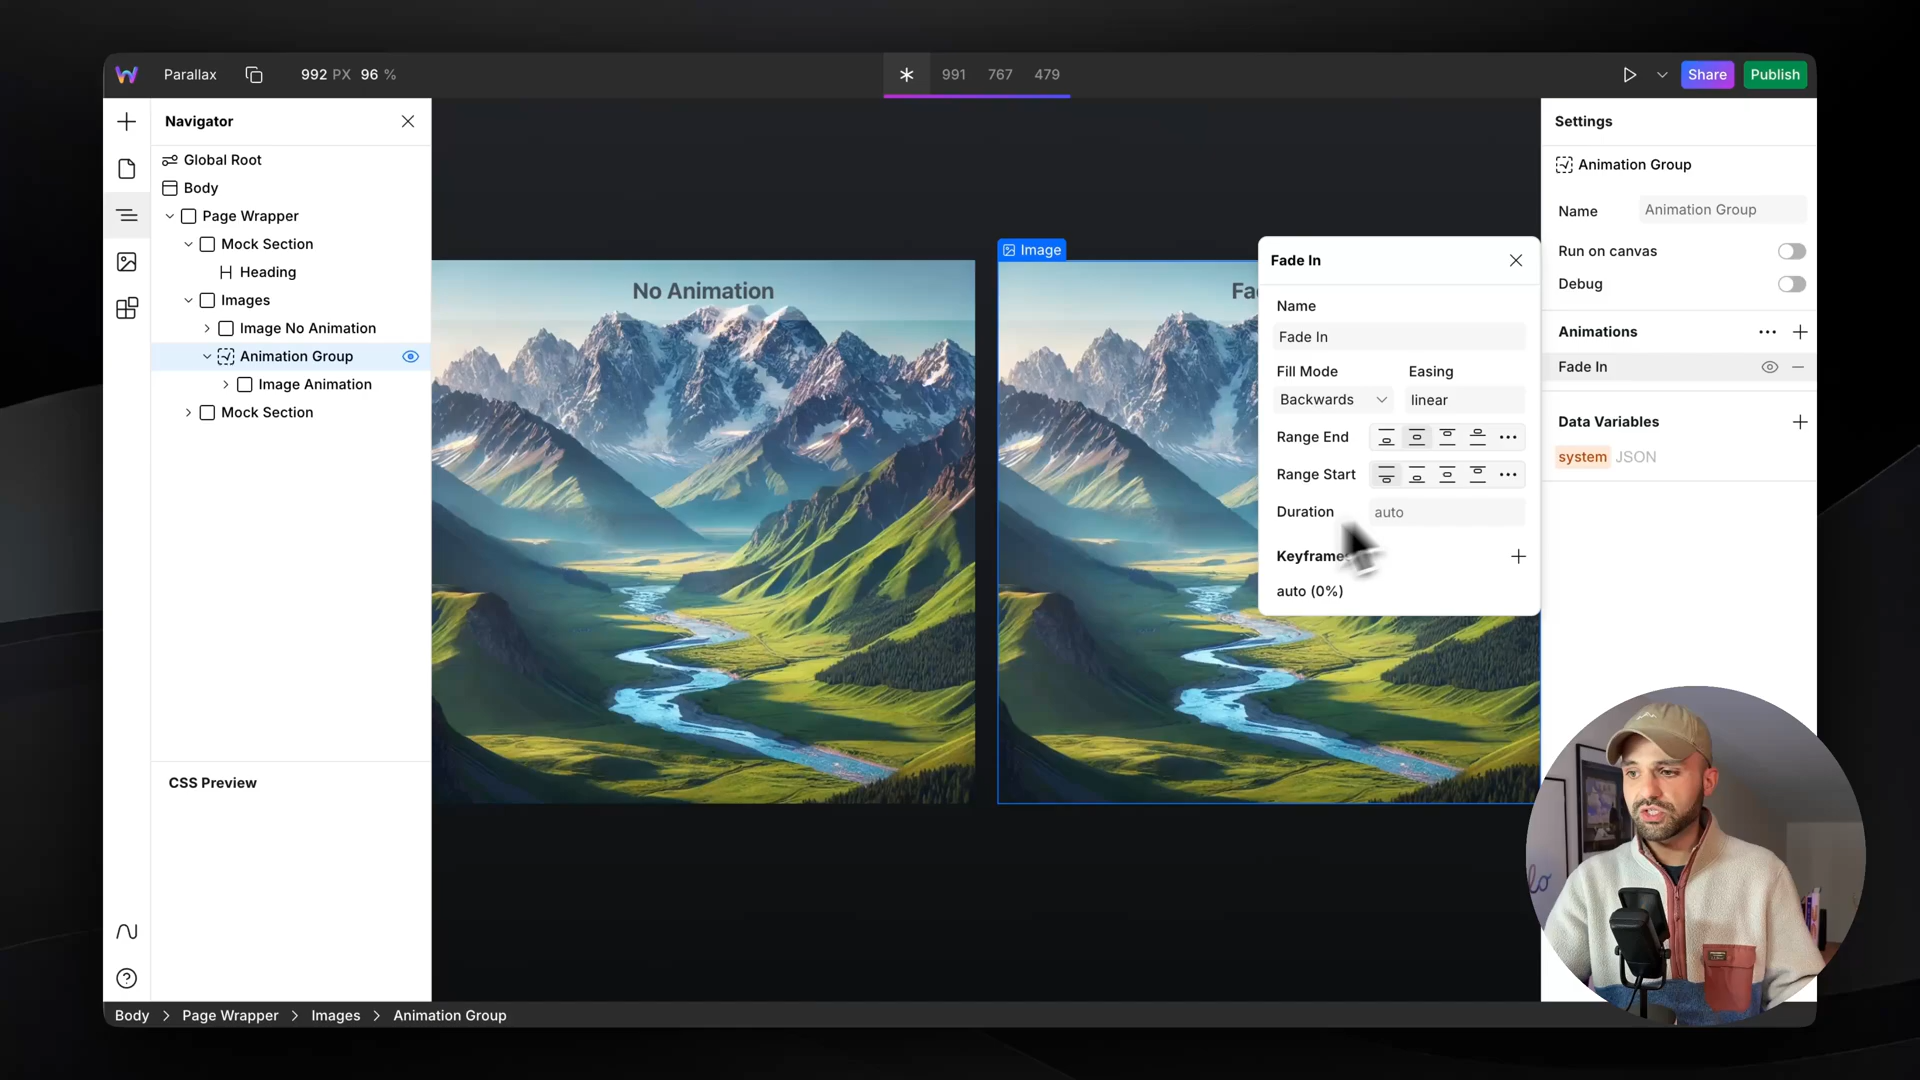 Parallax
992 PX 96 %
991 767 479
Share
Publish
Navigator
Global Root
Body
Page Wrapper
Mock Section
Heading
Images
Image No Animation
Animation Group
Image Animation
Mock Section
CSS Preview
No Animation
Image
Fa
Fade In
Name
Fade In
Fill Mode Easing
Backwards linear
Range End
Range Start
Duration auto
Keyframe
auto (0%)
Settings
Animation Group
Name Animation Group
Run on canvas
Debug
Animations
Fade In
Data Variables
system JSON
Body > Page Wrapper > Images > Animation Group